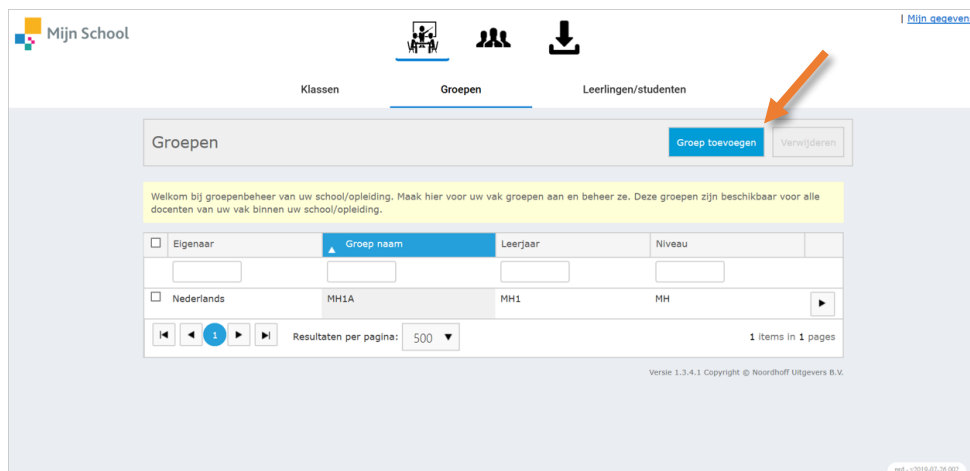 | Mijn gegeven
Mijn School
Klassen Groepen Leerlingen/studenten
Groepen Groep toevoegen Verwijderen
Welkom bij groepenbeheer van uw school/opleiding. Maak hier voor uw vak groepen aan en beheer ze. Deze groepen zijn beschikbaar voor alle
docenten van uw vak binnen uw school/opleiding.
Eigenaar Groep naam Leerjaar Niveau
Nederlands MH1A MH1 MH
1 Resultaten per pagina: 500 1 items in 1 pages
Versie 1.3.4.1 Copyright © Noordhoff Uitgevers B.V.